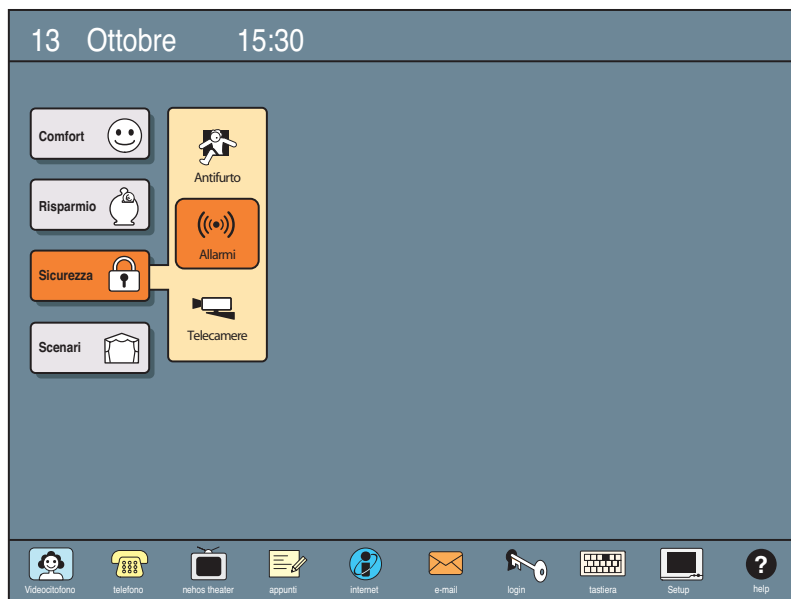 13 Ottobre 15:30
Comfort
Risparmio
Sicurezza
Scenari
Antifurto
Allarmi
Telecamere
Videocitofono telefono nehos theater appunti internet e-mail login tastiera Setup help